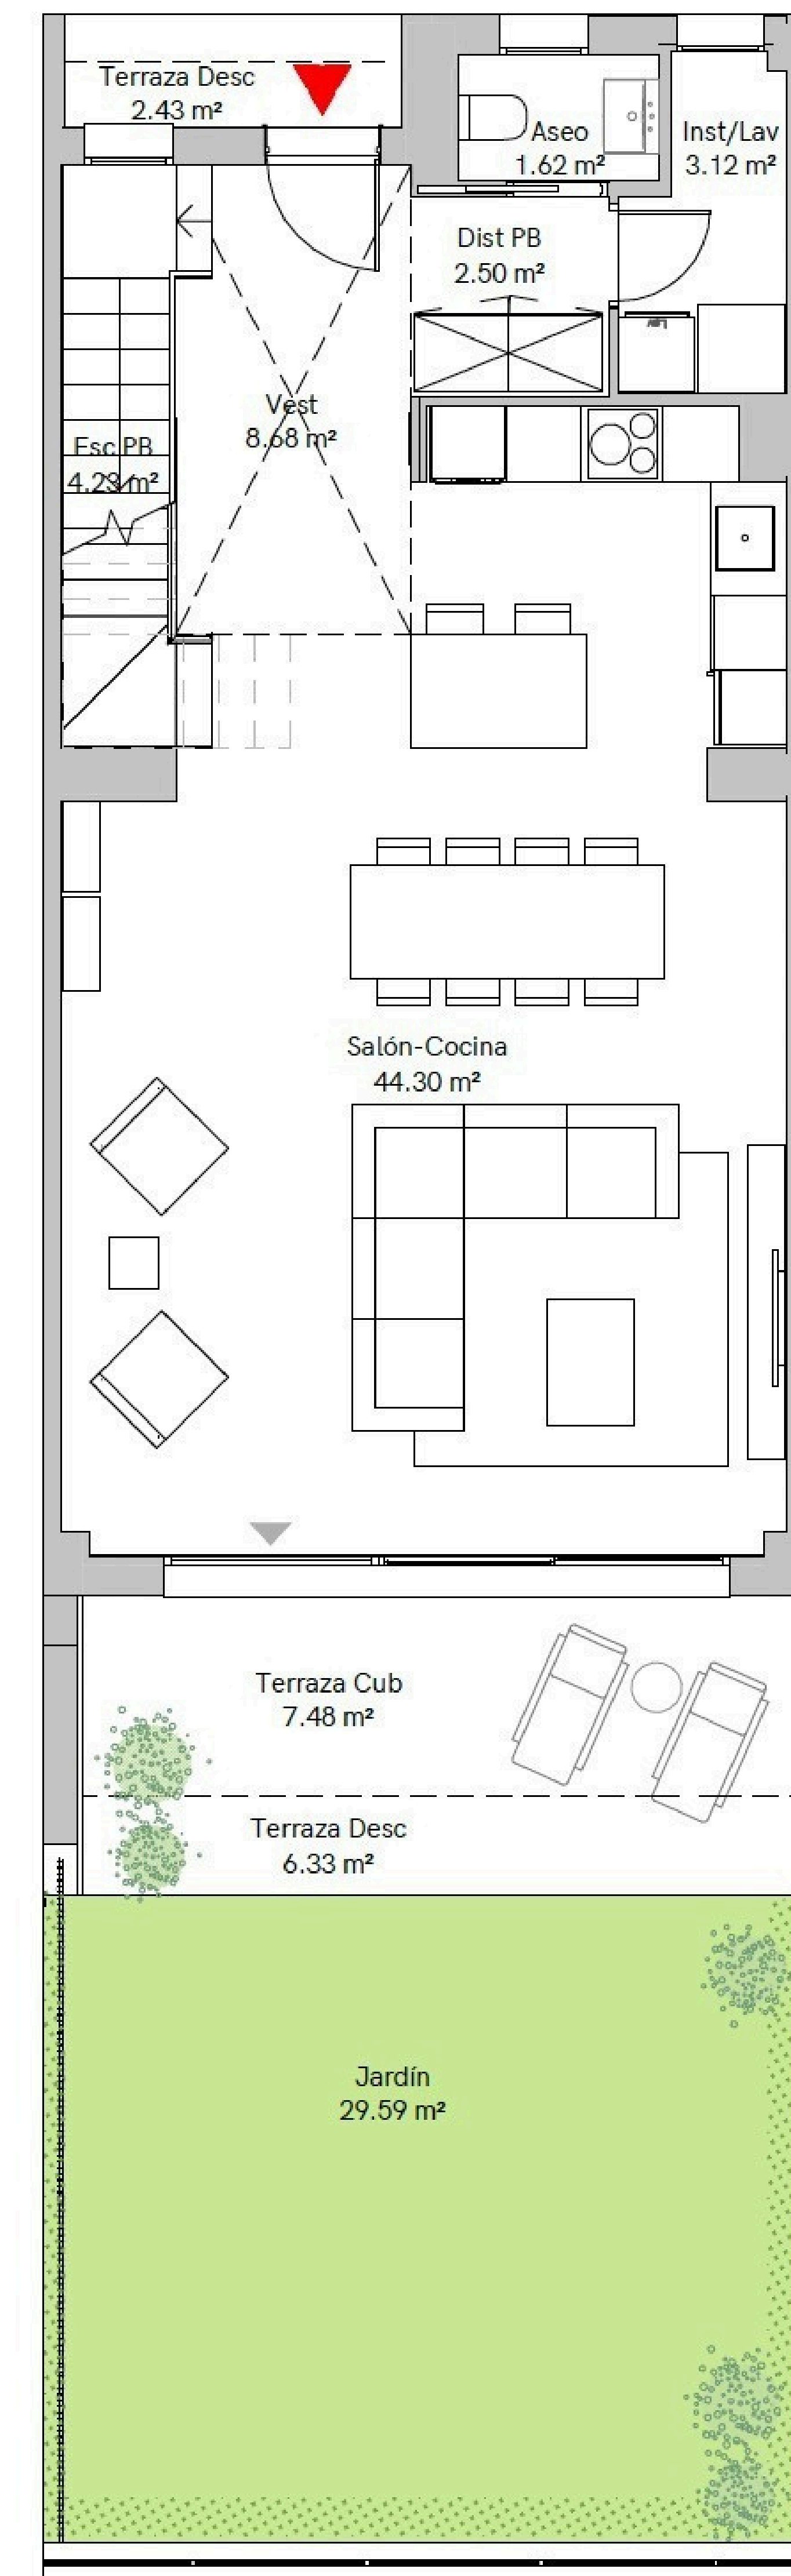 Terraza Desc
2.43 m²
Aseo
1.62 m²
Inst/Lav
3.12 m²
Dist PB
2.50 m²
Lav
Vest
8.68 m²
Esc PB
4.23 m²
Salón-Cocina
44.30 m²
Terraza Cub
7.48 m²
Terraza Desc
6.33 m²
Jardín
29.59 m²